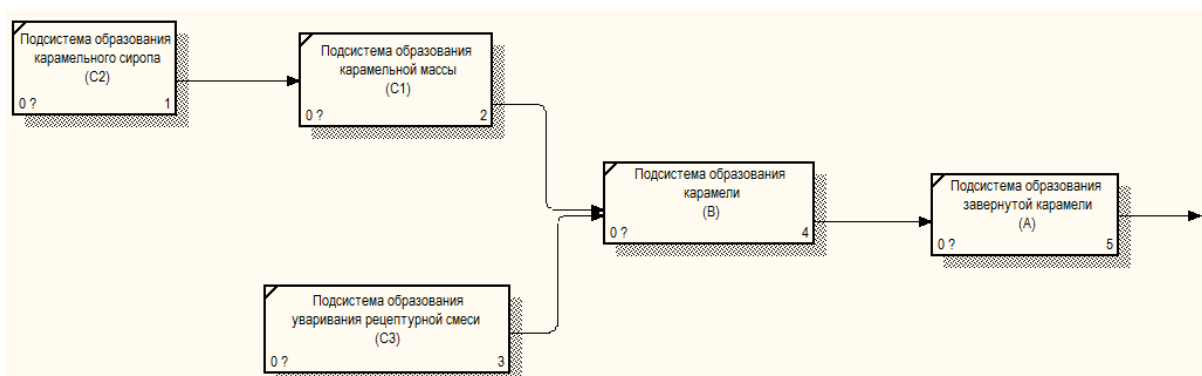 Подсистема образования
карамельного сиропа
(С2)
0 ? 1
Подсистема образования
карамельной массы
(С1)
0 ? 2
Подсистема образования
карамели
(В)
0 ? 4
Подсистема образования
завернутой карамели
(А)
0 ? 5
Подсистема образования
уваривания рецептурной смеси
(С3)
0 ? 3